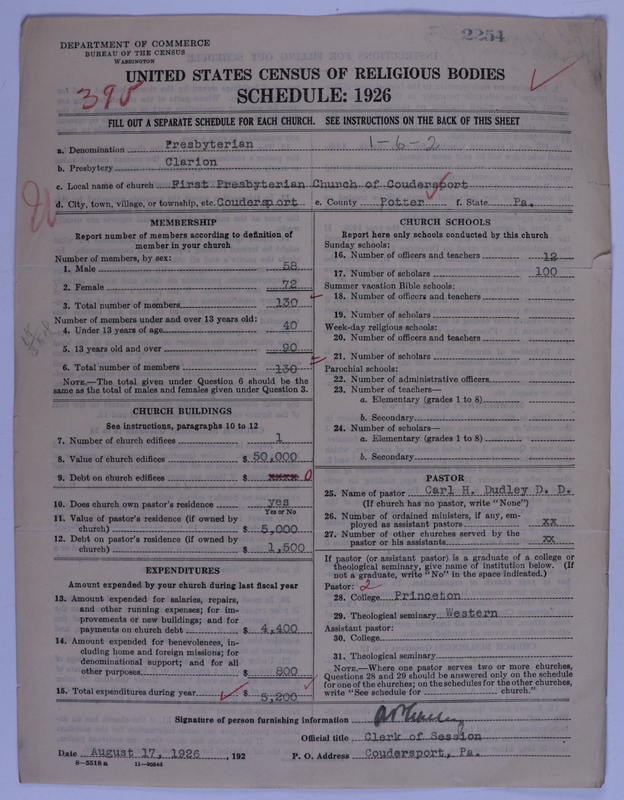 2254
DEPARTMENT OF COMMERCE
BUREAU OF THE CENSUS
WASHINGTON
UNITED STATES CENSUS OF RELIGIOUS BODIES
395
SCHEDULE: 1926
FILL OUT A SEPARATE SCHEDULE FOR EACH CHURCH. SEE INSTRUCTIONS ON THE BACK OF THIS SHEET
a. Denomination Presbyterian 1-6-2
b. Presbytery Clarion
c. Local name of church First Presbyterian Church of Coudersport
d. City, town, village, or township, etc. Coudersport e. County Potter f. State Pa.
MEMBERSHIP
Report number of members according to definition of
member in your church
Number of members, by sex:
1. Male 58
2. Female 72
3. Total number of members 130
Number of members under and over 13 years old:
4. Under 13 years of age 40
5. 13 years old and over 90
6. Total number of members 130
NOTE.—The total given under Question 6 should be the
same as the total of males and females given under Question 3.
CHURCH BUILDINGS
See instructions, paragraphs 10 to 12
7. Number of church edifices 1
8. Value of church edifices $ 50,000
9. Debt on church edifices $ xxxx 0
10. Does church own pastor's residence yes
Yes or No
11. Value of pastor's residence (if owned by
church) $ 5,000
12. Debt on pastor's residence (if owned by
church) $ 1,500
EXPENDITURES
Amount expended by your church during last fiscal year
13. Amount expended for salaries, repairs,
and other running expenses; for im-
provements or new buildings; and for
payments on church debt $ 4,400
14. Amount expended for benevolences, in-
cluding home and foreign missions; for
denominational support; and for all
other purposes $ 800
15. Total expenditures during year $ 5,200
CHURCH SCHOOLS
Report here only schools conducted by this church
Sunday schools:
16. Number of officers and teachers 12
17. Number of scholars 100
Summer vacation Bible schools:
18. Number of officers and teachers
19. Number of scholars
Week-day religious schools:
20. Number of officers and teachers
21. Number of scholars
Parochial schools:
22. Number of administrative officers
23. Number of teachers—
a. Elementary (grades 1 to 8)
b. Secondary
24. Number of scholars—
a. Elementary (grades 1 to 8)
b. Secondary
PASTOR
25. Name of pastor Carl H. Dudley D. D.
(If church has no pastor, write "None")
26. Number of ordained ministers, if any, em-
ployed as assistant pastors xx
27. Number of other churches served by the
pastor or his assistants xx
If pastor (or assistant pastor) is a graduate of a college or
theological seminary, give name of institution below. (If
not a graduate, write "No" in the space indicated.)
Pastor: 2
28. College Princeton
29. Theological seminary Western
Assistant pastor:
30. College
31. Theological seminary
NOTE.—Where one pastor serves two or more churches,
Questions 28 and 29 should be answered only on the schedule
for one of the churches; on the schedules for the other churches,
write "See schedule for church."
Signature of person furnishing information
Official title Clerk of Session
Date August 17, 1926, 192 P. O. Address Coudersport, Pa.
8—5518 a